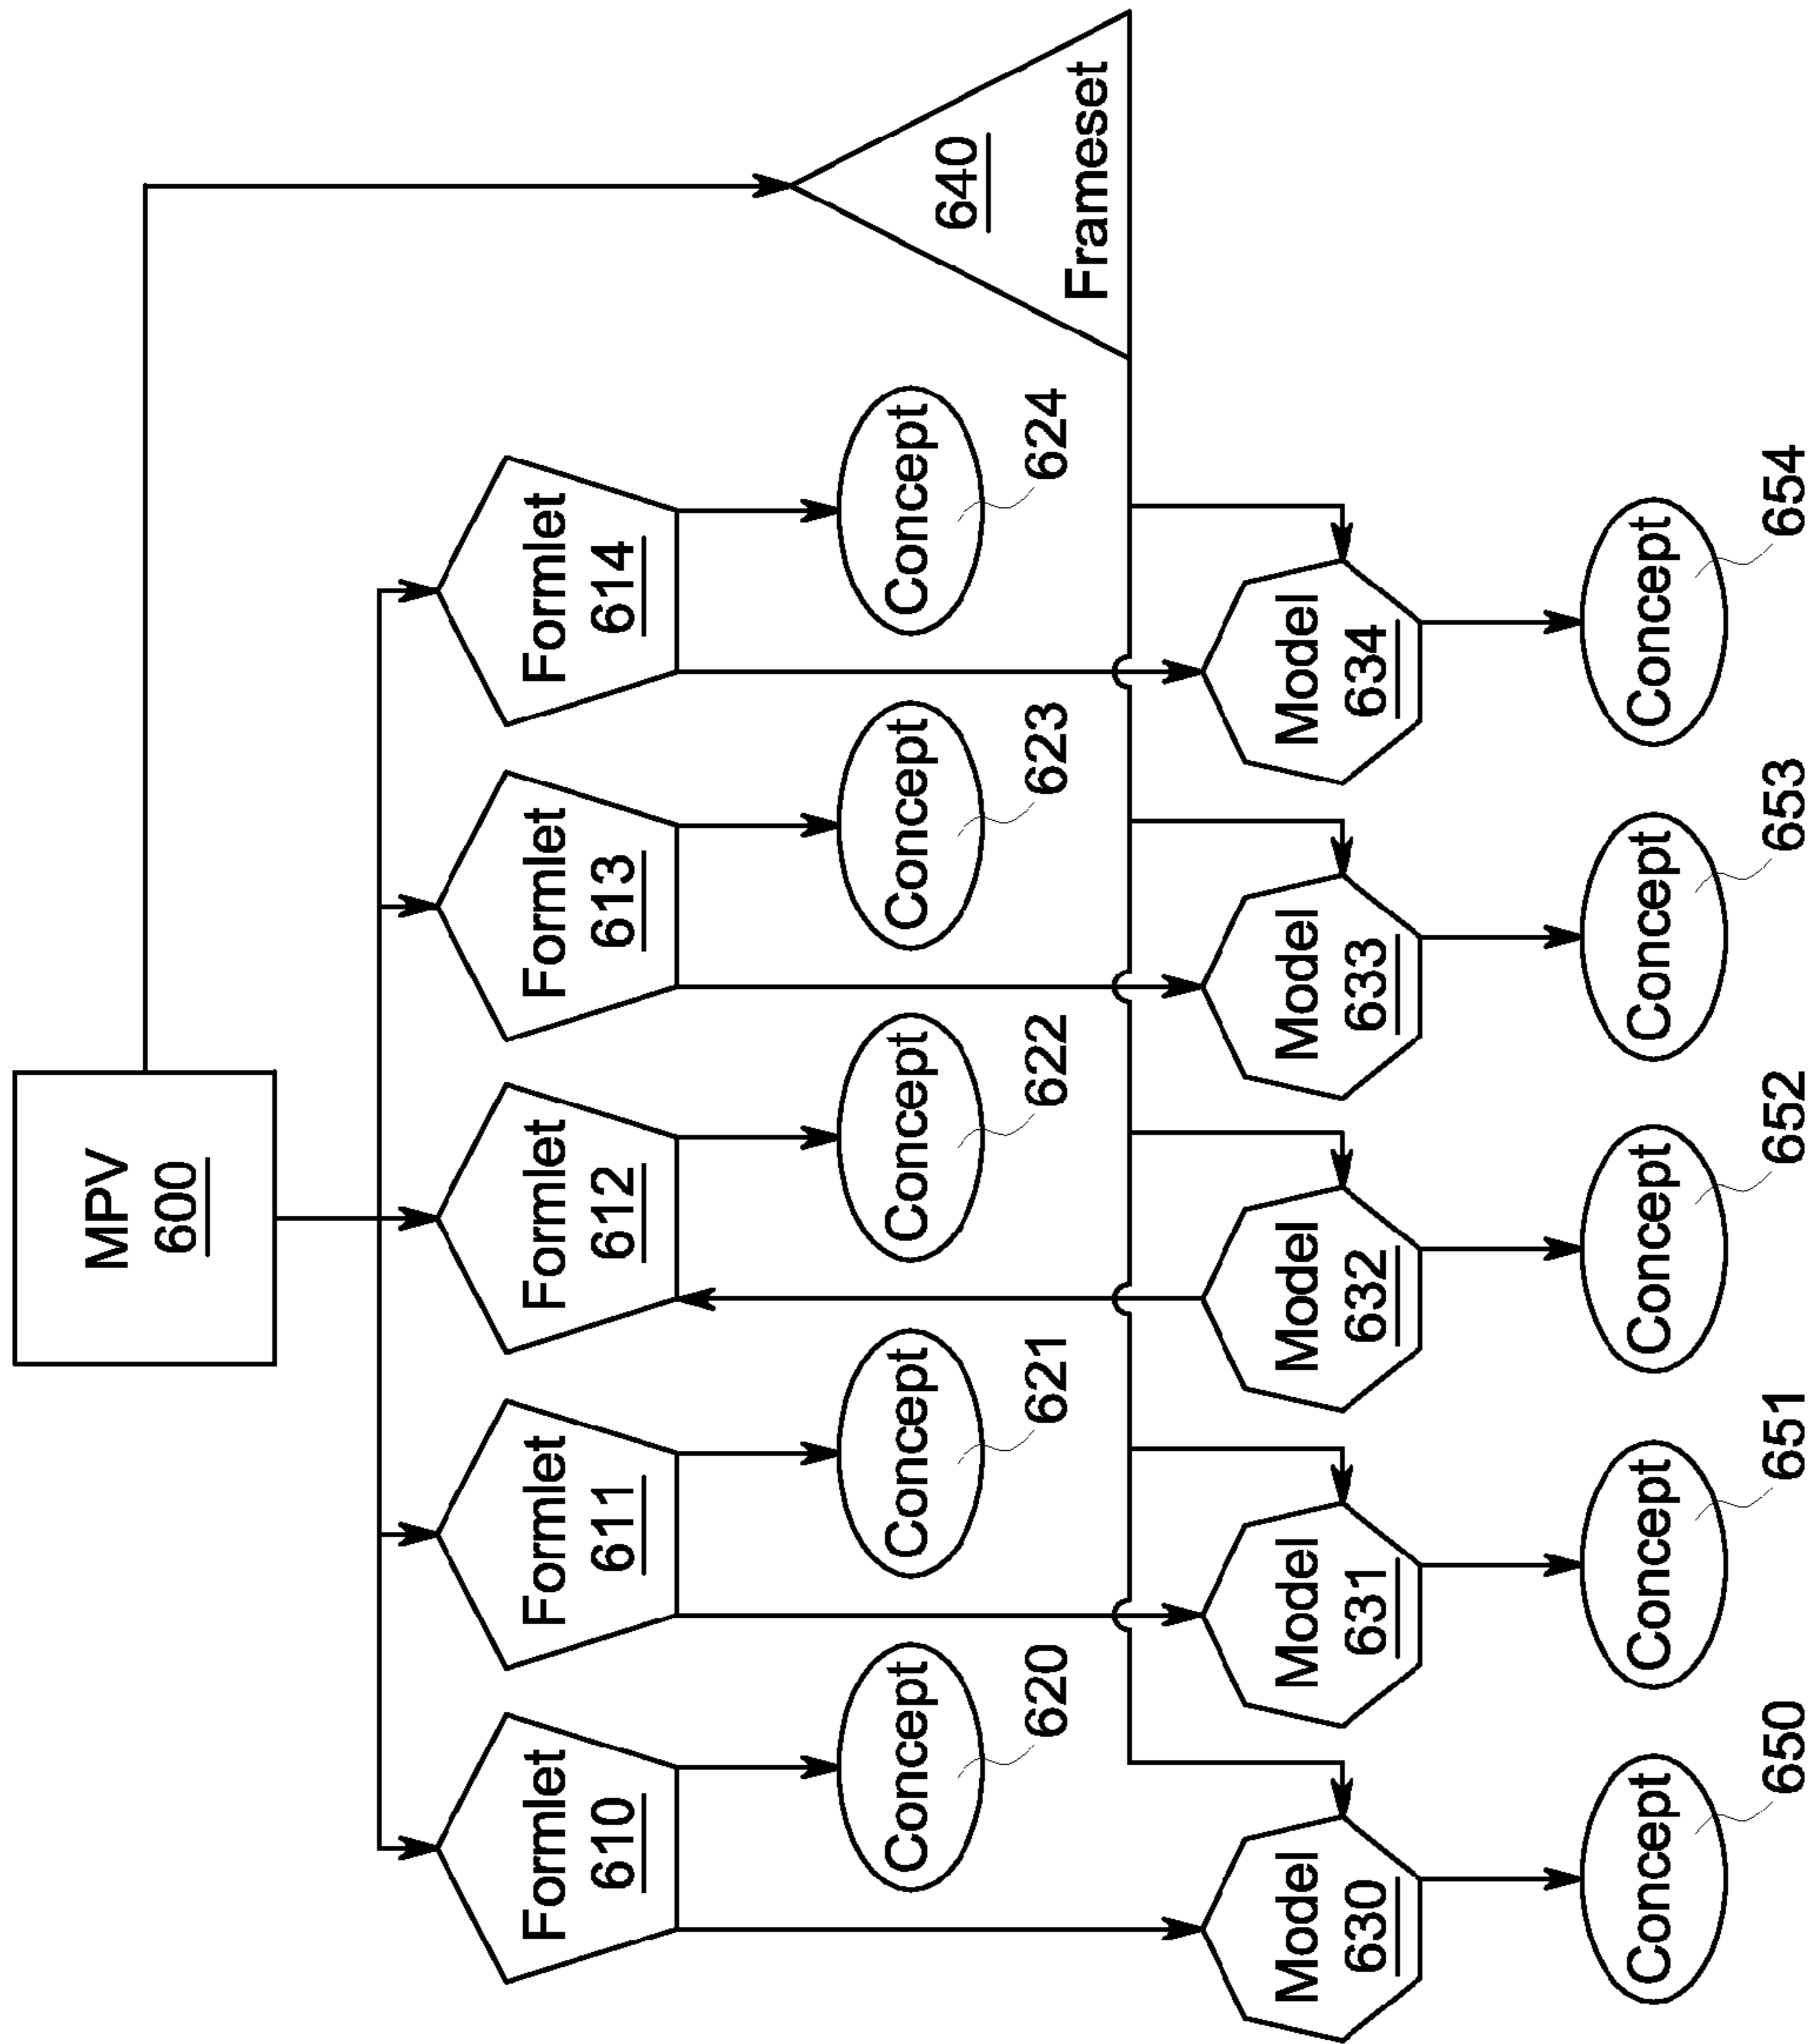 MPV
600
Formlet
610
Formlet
611
Formlet
612
Formlet
613
Formlet
614
Concept
620
Concept
621
Concept
622
Concept
623
Concept
624
640
Frameset
Model
630
Model
631
Model
632
Model
633
Model
634
Concept
650
Concept
651
Concept
652
Concept
653
Concept
654